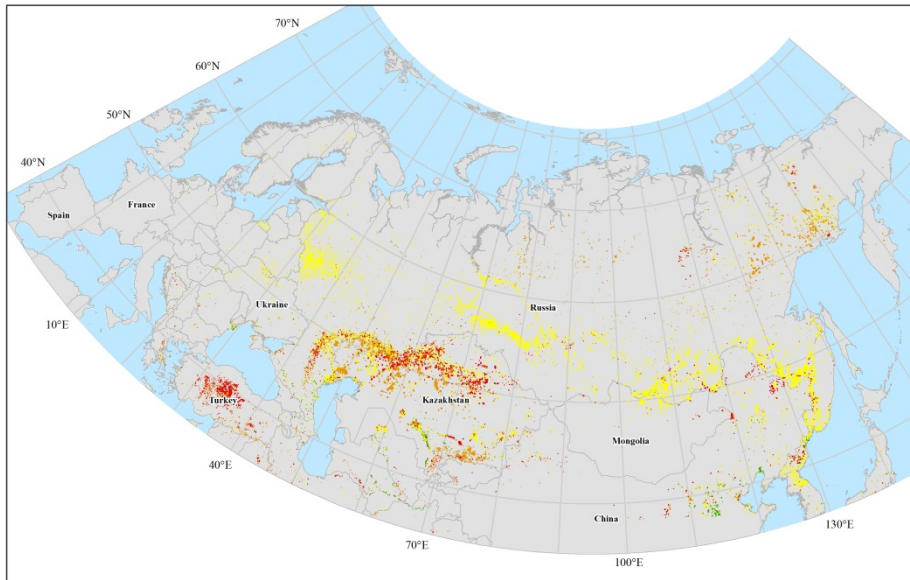 70°N
60°N
50°N
40°N
Spain
France
Ukraine
Russia
10°E
Turkey
Kazakhstan
Mongolia
40°E
China
70°E
130°E
100°E